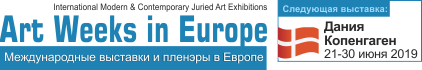 International Modern & Contemporary Juried Art Exhibitions
Art Weeks in Europe
Международные выставки и пленэры в Европе
Следующая выставка:
Дания
Копенгаген
21-30 июня 2019